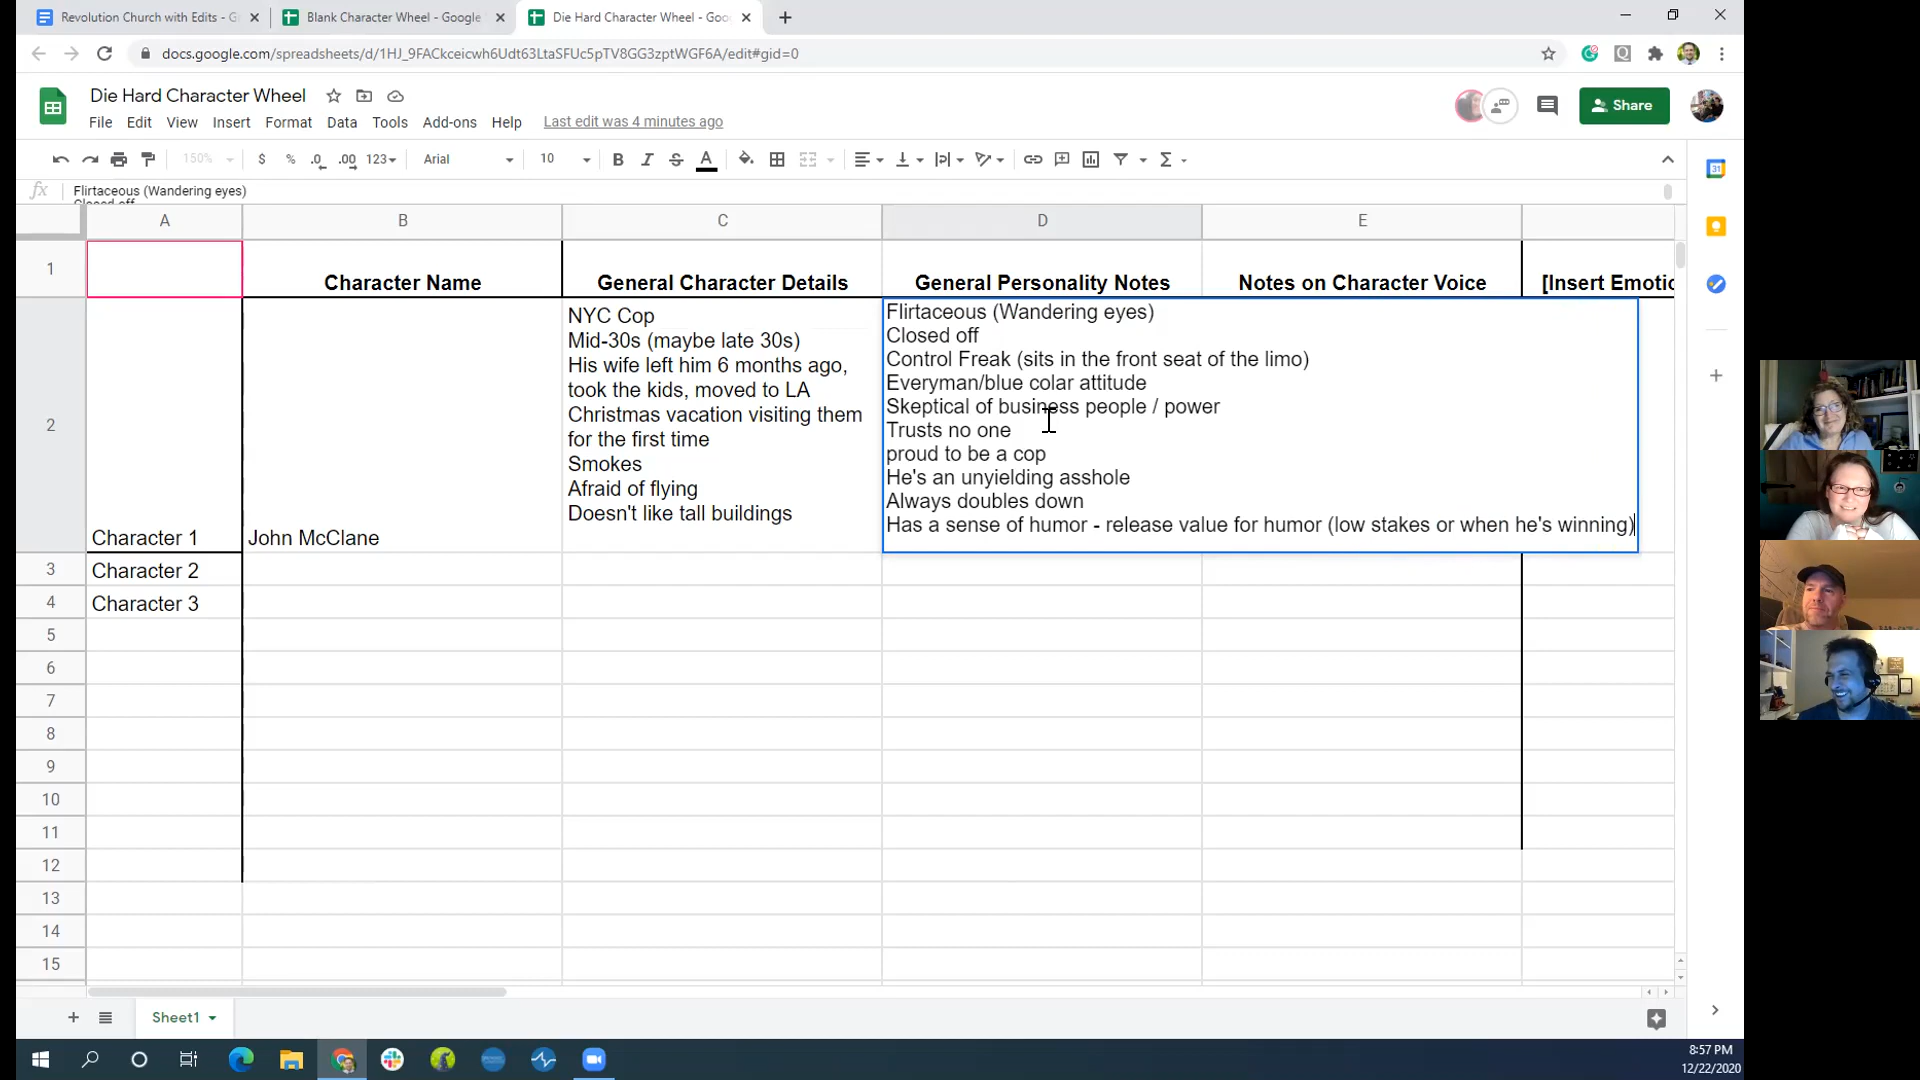 Revolution Church with Edits - G
Blank Character Wheel - Google
Die Hard Character Wheel - Goo
docs.google.com/spreadsheets/d/1HJ_9FACkceicwh6Udt63LtaSFUc5pTV8GG3zptWGF6A/edit#gid=0
Die Hard Character Wheel
Share
File Edit View Insert Format Data Tools Add-ons Help Last edit was 4 minutes ago
150% $ % .0 .00 123 Arial 10 B I S A
fx Flirtaceous (Wandering eyes)
Closed off
A B C D E
1 Character Name General Character Details General Personality Notes Notes on Character Voice [Insert Emotio
NYC Cop
Mid-30s (maybe late 30s)
His wife left him 6 months ago,
took the kids, moved to LA
Christmas vacation visiting them
for the first time
Smokes
Afraid of flying
Doesn't like tall buildings
Flirtaceous (Wandering eyes)
Closed off
Control Freak (sits in the front seat of the limo)
Everyman/blue colar attitude
Skeptical of business people / power
Trusts no one
proud to be a cop
He's an unyielding asshole
Always doubles down
Has a sense of humor - release value for humor (low stakes or when he's winning)
2 Character 1 John McClane
3 Character 2
4 Character 3
5
6
7
8
9
10
11
12
13
14
15
Sheet1
31
8:57 PM
12/22/2020